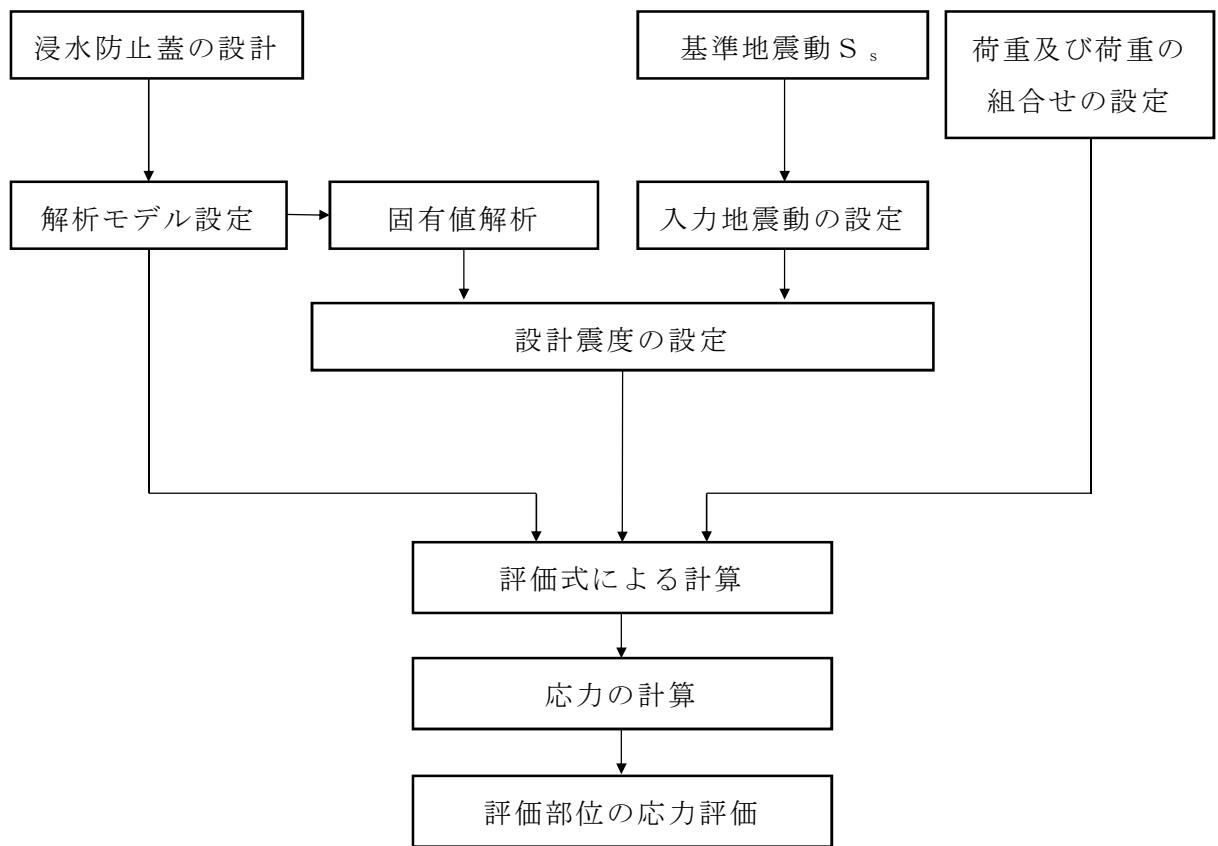 浸水防止蓋の設計
基準地震動Ｓｓ
荷重及び荷重の
組合せの設定
解析モデル設定
固有値解析
入力地震動の設定
設計震度の設定
評価式による計算
応力の計算
評価部位の応力評価